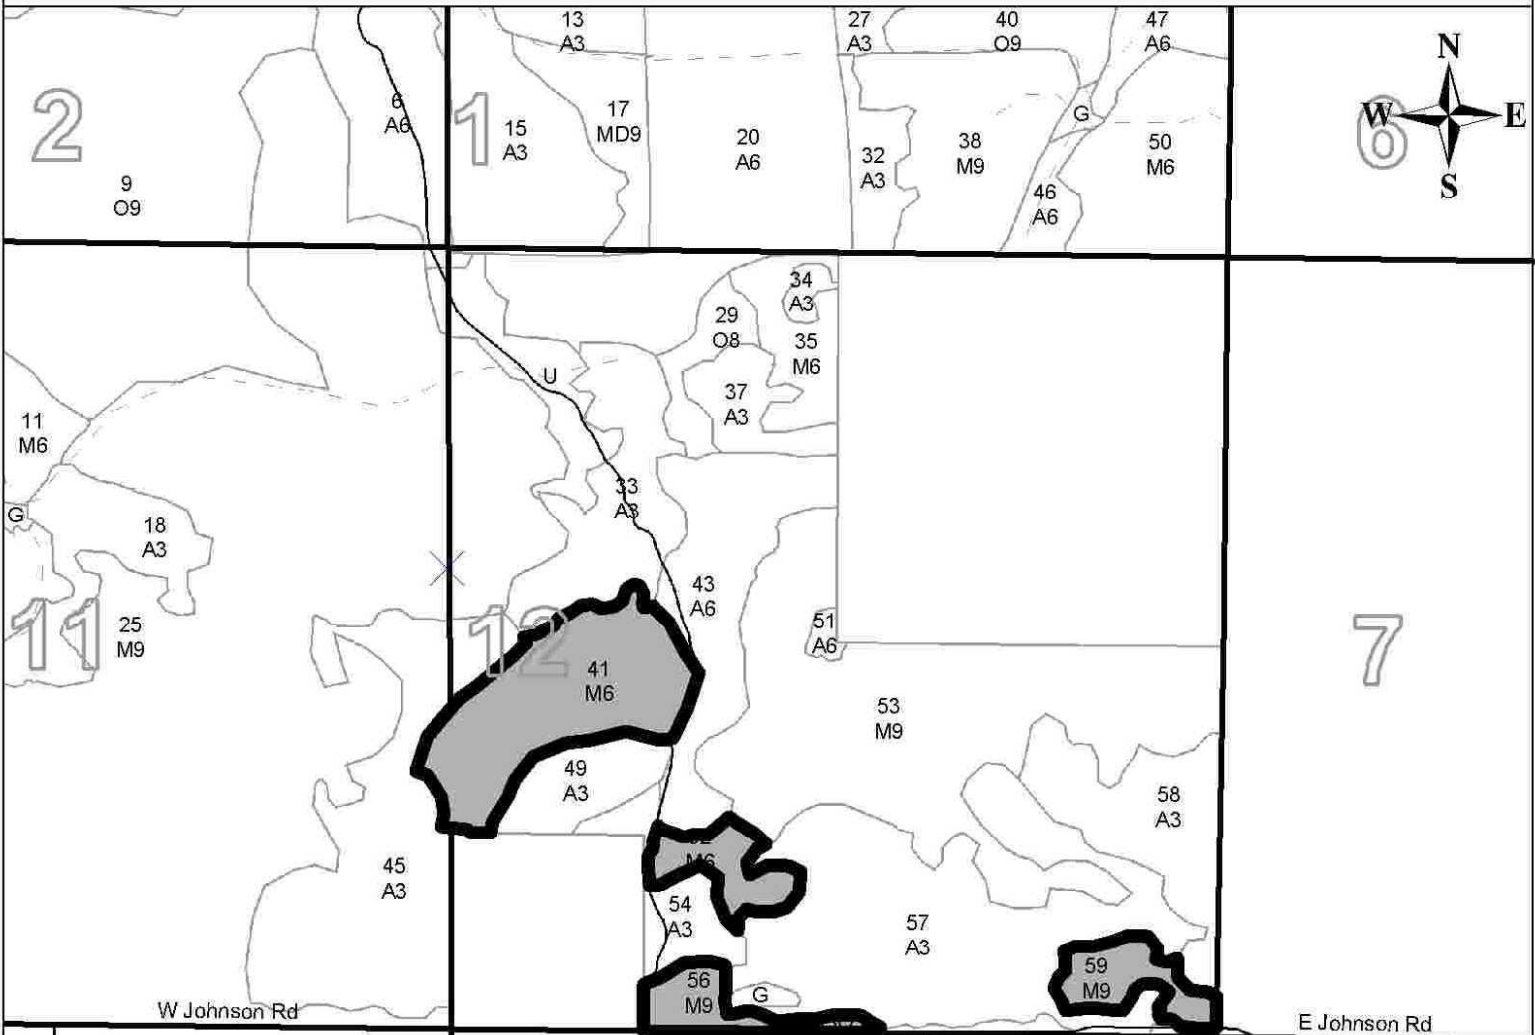 13
A3
27
A3
40
O9
47
A6
N
W
E
S
6
2
6
A6
1
15
A3
17
MD9
20
A6
32
A3
38
M9
G
46
A6
50
M6
9
O9
34
A3
29
O8
35
M6
U
37
A3
11
M6
33
A3
G
18
A3
43
A6
11
25
M9
12
51
A6
7
41
M6
53
M9
49
A3
58
A3
M6
45
A3
54
A3
57
A3
56
M9
G
59
M9
W Johnson Rd
E Johnson Rd